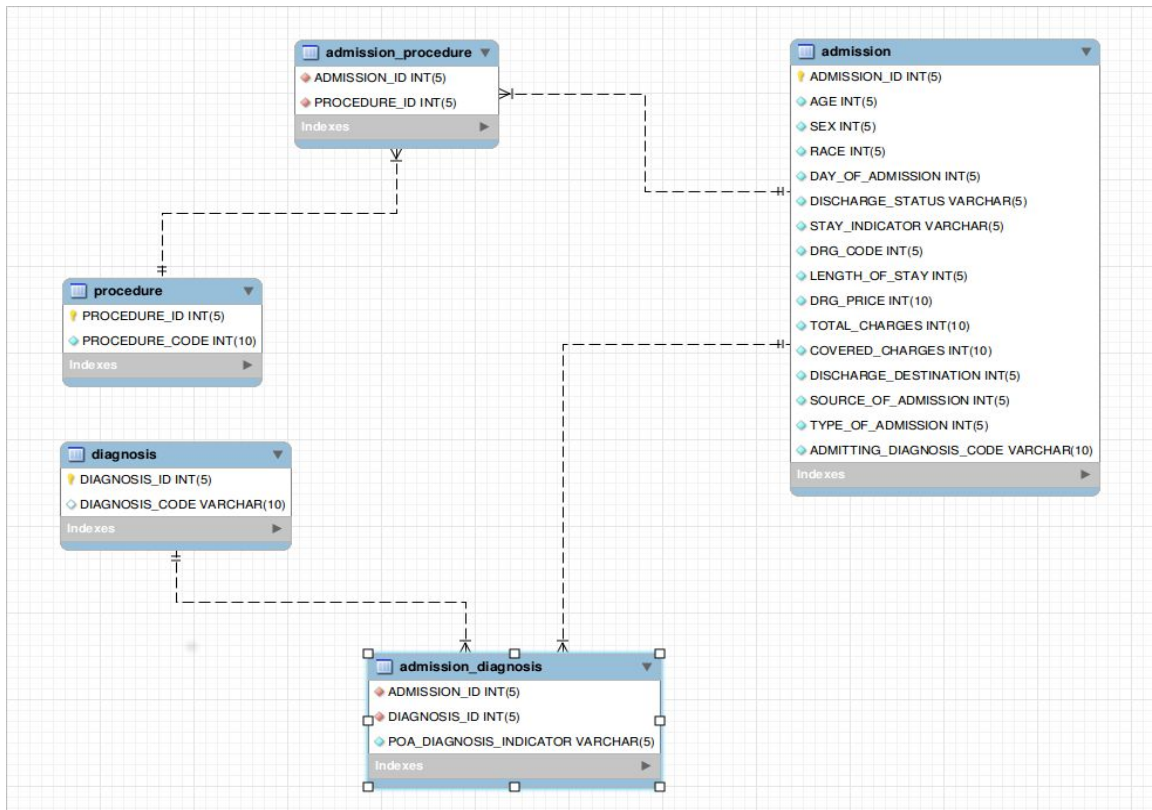 admission_procedure
ADMISSION_ID INT(5)
PROCEDURE_ID INT(5)
Indexes
admission
ADMISSION_ID INT(5)
AGE INT(5)
SEX INT(5)
RACE INT(5)
DAY_OF_ADMISSION INT(5)
DISCHARGE_STATUS VARCHAR(5)
STAY_INDICATOR VARCHAR(5)
DRG_CODE INT(5)
LENGTH_OF_STAY INT(5)
DRG_PRICE INT(10)
TOTAL_CHARGES INT(10)
COVERED_CHARGES INT(10)
DISCHARGE_DESTINATION INT(5)
SOURCE_OF_ADMISSION INT(5)
TYPE_OF_ADMISSION INT(5)
ADMITTING_DIAGNOSIS_CODE VARCHAR(10)
Indexes
procedure
PROCEDURE_ID INT(5)
PROCEDURE_CODE INT(10)
Indexes
diagnosis
DIAGNOSIS_ID INT(5)
DIAGNOSIS_CODE VARCHAR(10)
Indexes
admission_diagnosis
ADMISSION_ID INT(5)
DIAGNOSIS_ID INT(5)
POA_DIAGNOSIS_INDICATOR VARCHAR(5)
Indexes